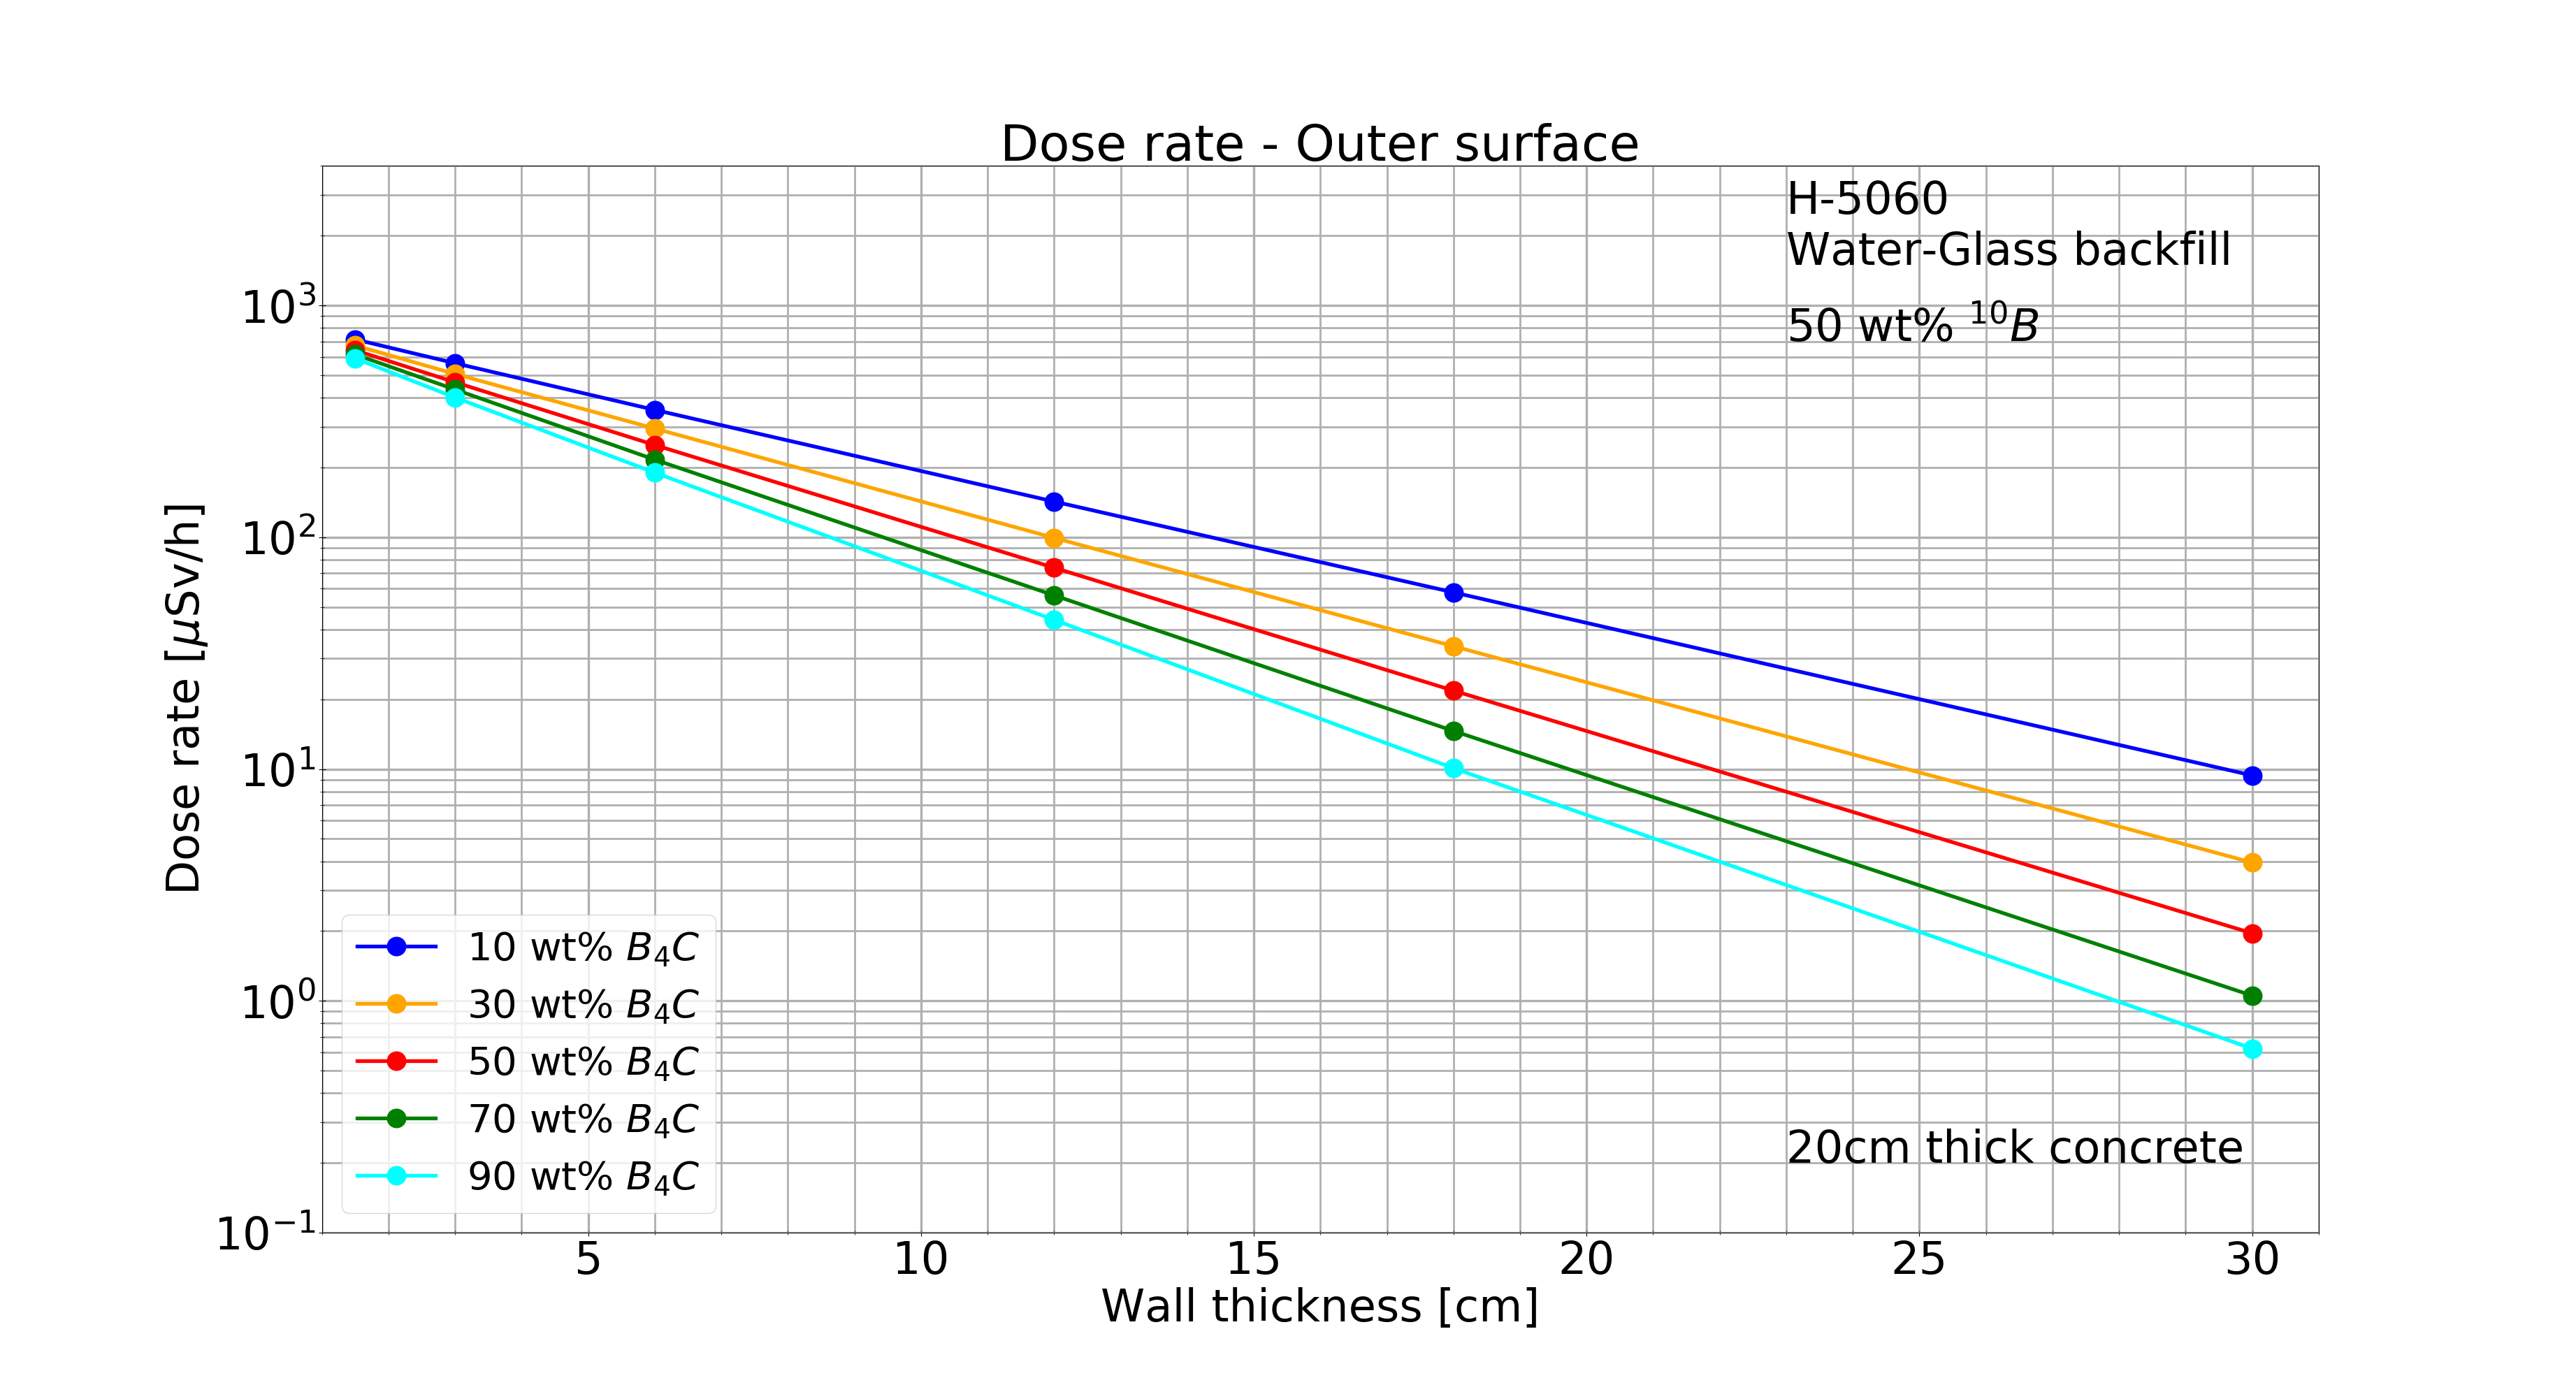 Dose rate - Outer surface
H-5060
Water-Glass backfill
50 wt% ¹⁰B
10³
10²
10¹
10⁰
10⁻¹
Dose rate [μSv/h]
10 wt% B₄C
30 wt% B₄C
50 wt% B₄C
70 wt% B₄C
90 wt% B₄C
20cm thick concrete
5 10 15 20 25 30
Wall thickness [cm]